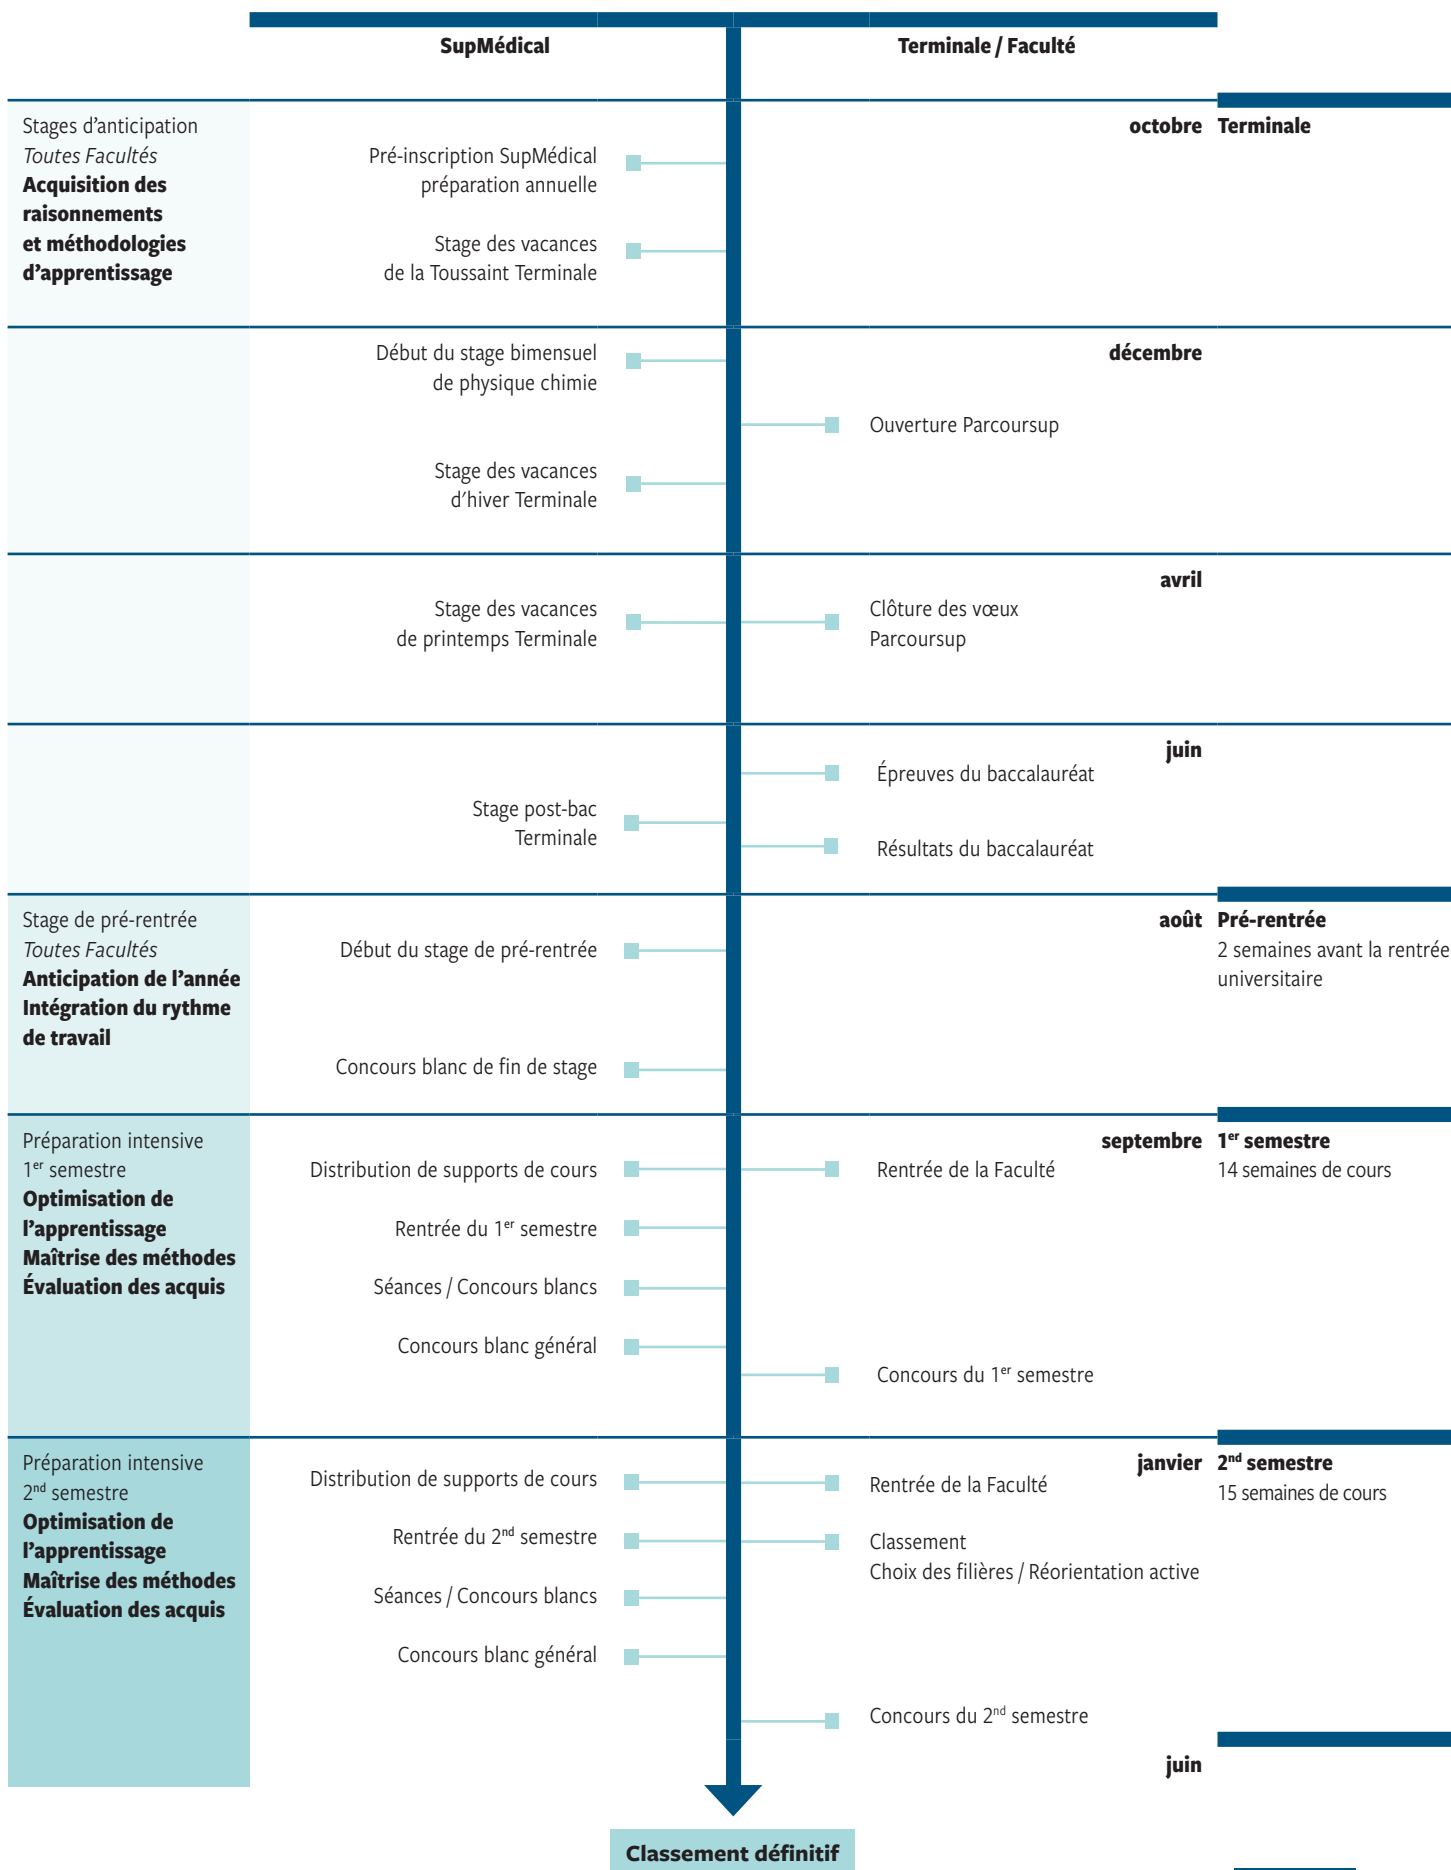 SupMédical
Terminale / Faculté
Stages d’anticipation
Toutes Facultés
Acquisition des
raisonnements
et méthodologies
d’apprentissage
Pré-inscription SupMédical
préparation annuelle
Stage des vacances
de la Toussaint Terminale
octobre
Terminale
Début du stage bimensuel
de physique chimie
Stage des vacances
d’hiver Terminale
décembre
Ouverture Parcoursup
Stage des vacances
de printemps Terminale
avril
Clôture des vœux
Parcoursup
juin
Épreuves du baccalauréat
Stage post-bac
Terminale
Résultats du baccalauréat
Stage de pré-rentrée
Toutes Facultés
Anticipation de l’année
Intégration du rythme
de travail
Début du stage de pré-rentrée
Concours blanc de fin de stage
août
Pré-rentrée
2 semaines avant la rentrée
universitaire
Préparation intensive
1er semestre
Optimisation de
l’apprentissage
Maîtrise des méthodes
Évaluation des acquis
Distribution de supports de cours
Rentrée du 1er semestre
Séances / Concours blancs
Concours blanc général
septembre
Rentrée de la Faculté
Concours du 1er semestre
1er semestre
14 semaines de cours
Préparation intensive
2nd semestre
Optimisation de
l’apprentissage
Maîtrise des méthodes
Évaluation des acquis
Distribution de supports de cours
Rentrée du 2nd semestre
Séances / Concours blancs
Concours blanc général
janvier
Rentrée de la Faculté
Classement
Choix des filières / Réorientation active
Concours du 2nd semestre
2nd semestre
15 semaines de cours
juin
Classement définitif